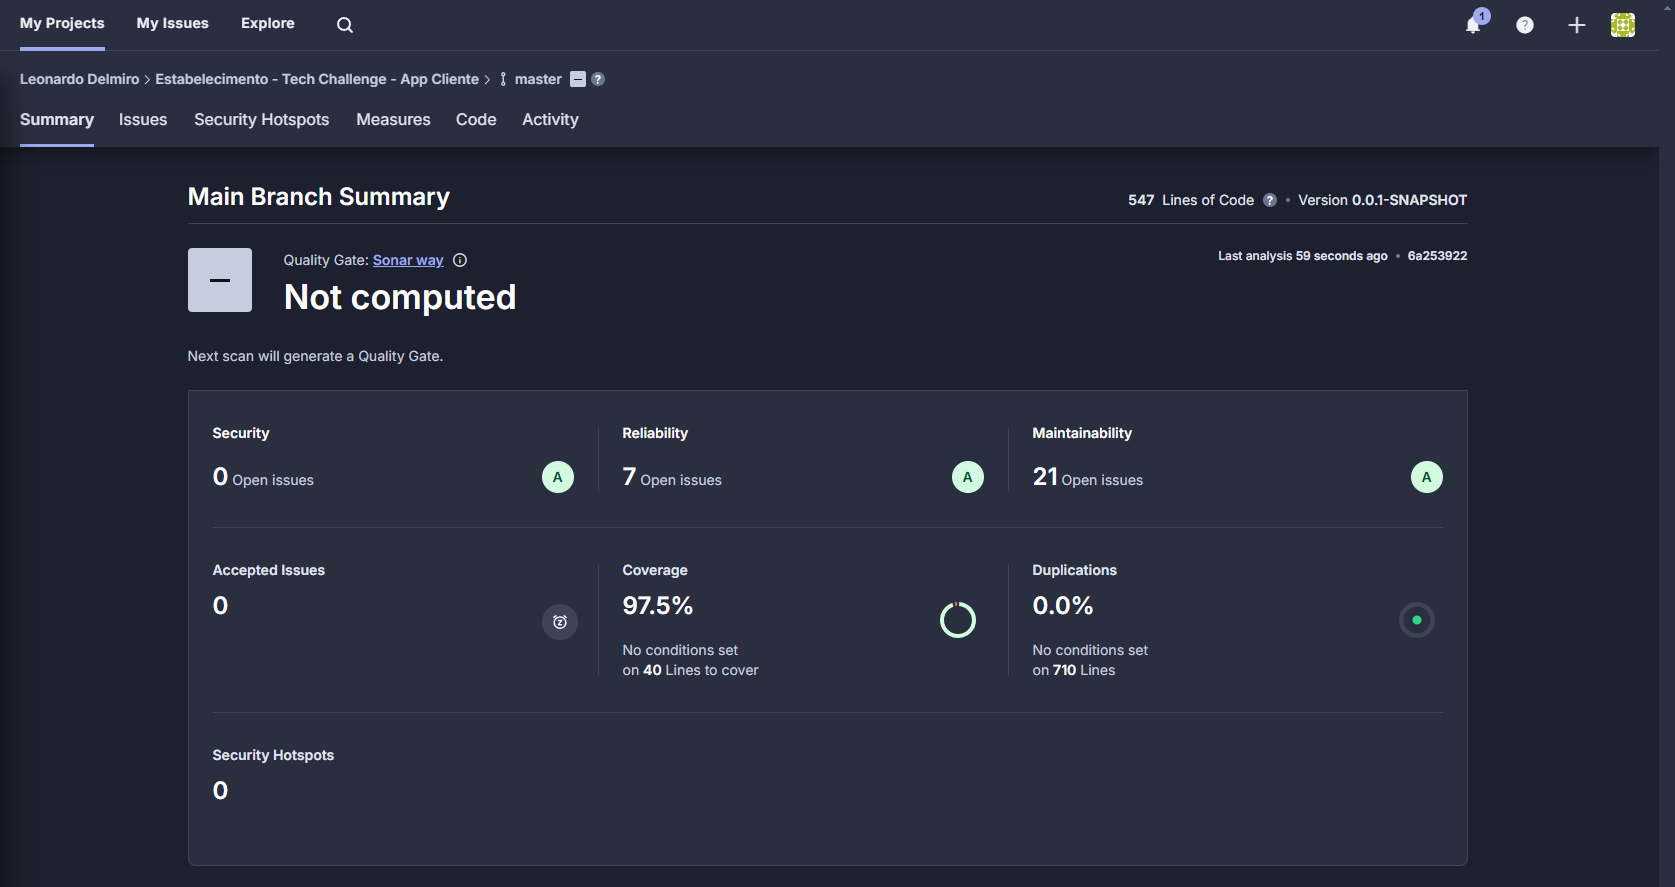 My Projects My Issues Explore 1 ?
Leonardo Delmiro > Estabelecimento - Tech Challenge - App Cliente > master ?
Summary Issues Security Hotspots Measures Code Activity
Main Branch Summary
547 Lines of Code ? • Version 0.0.1-SNAPSHOT
Quality Gate: Sonar way
Last analysis 59 seconds ago • 6a253922
Not computed
Next scan will generate a Quality Gate.
Security
0 Open issues A
Reliability
7 Open issues A
Maintainability
21 Open issues A
Accepted Issues
0
Coverage
97.5%
No conditions set
on 40 Lines to cover
Duplications
0.0%
No conditions set
on 710 Lines
Security Hotspots
0